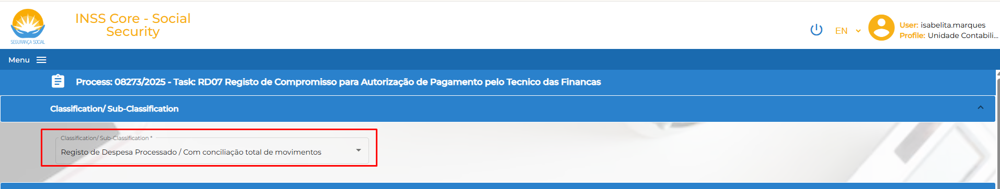 SEGURANÇA SOCIAL
INSS Core - Social
Security
EN
User: isabelita.marques
Profile: Unidade Contabili...
Menu
Process: 08273/2025 - Task: RD07 Registo de Compromisso para Autorização de Pagamento pelo Tecnico das Financas
Classification/ Sub-Classification
Classification/ Sub-Classification *
Registo de Despesa Processado / Com conciliação total de movimentos